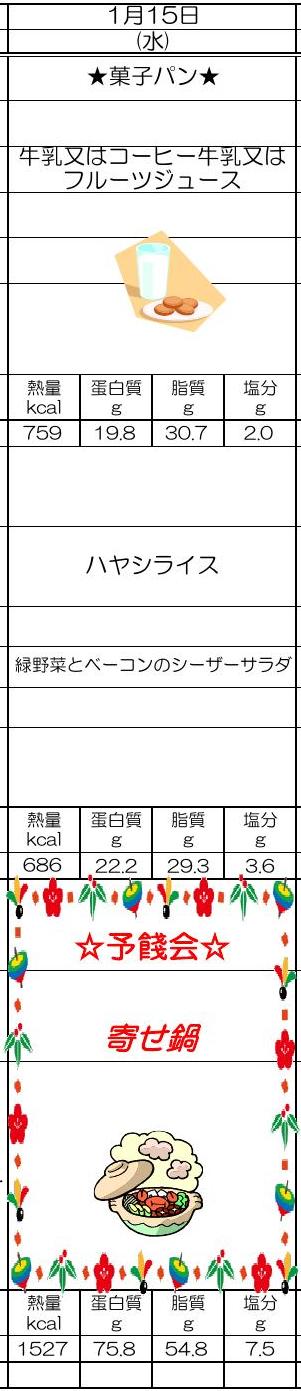 1月15日
(水)
★菓子パン★
牛乳又はコーヒー牛乳又は
フルーツジュース
熱量 蛋白質 脂質 塩分
kcal g g g
759 19.8 30.7 2.0
ハヤシライス
緑野菜とベーコンのシーザーサラダ
熱量 蛋白質 脂質 塩分
kcal g g g
686 22.2 29.3 3.6
☆予餞会☆
寄せ鍋
熱量 蛋白質 脂質 塩分
kcal g g g
1527 75.8 54.8 7.5